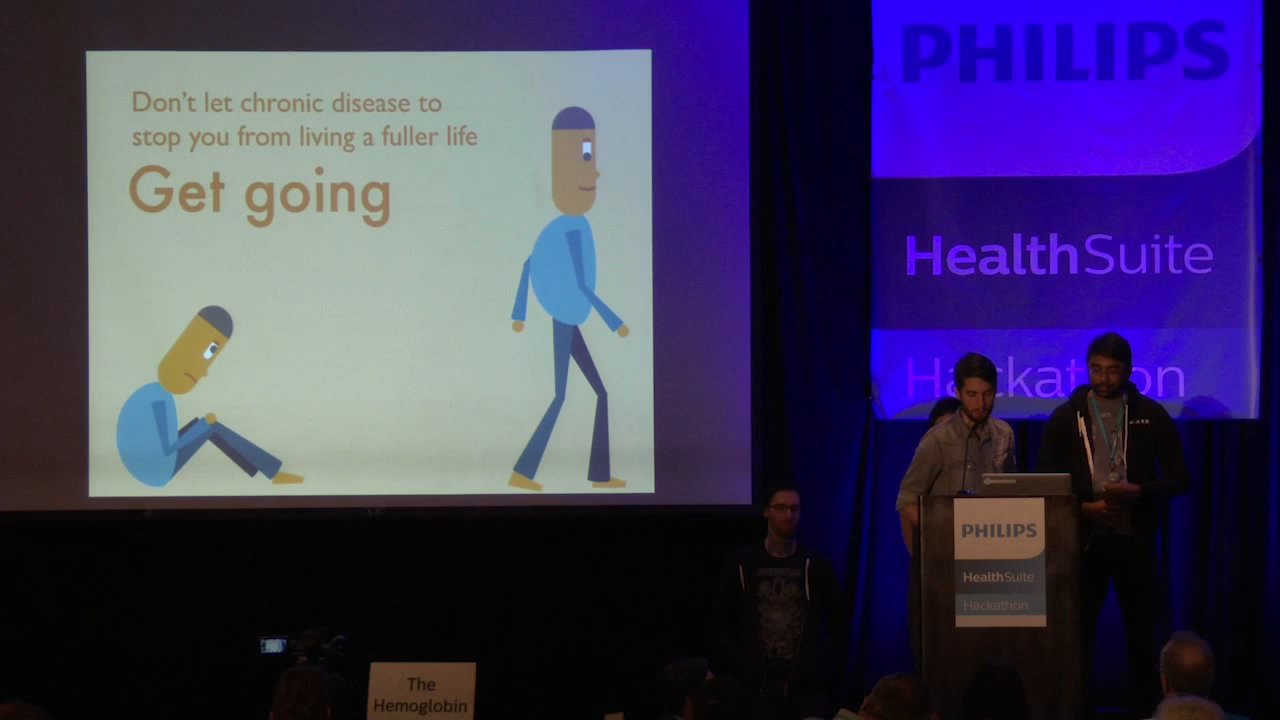 Don't let chronic disease to
stop you from living a fuller life
Get going
PHILIPS
HealthSuite
Hackathon
PHILIPS
HealthSuite
Hackathon
The
Hemoglobin